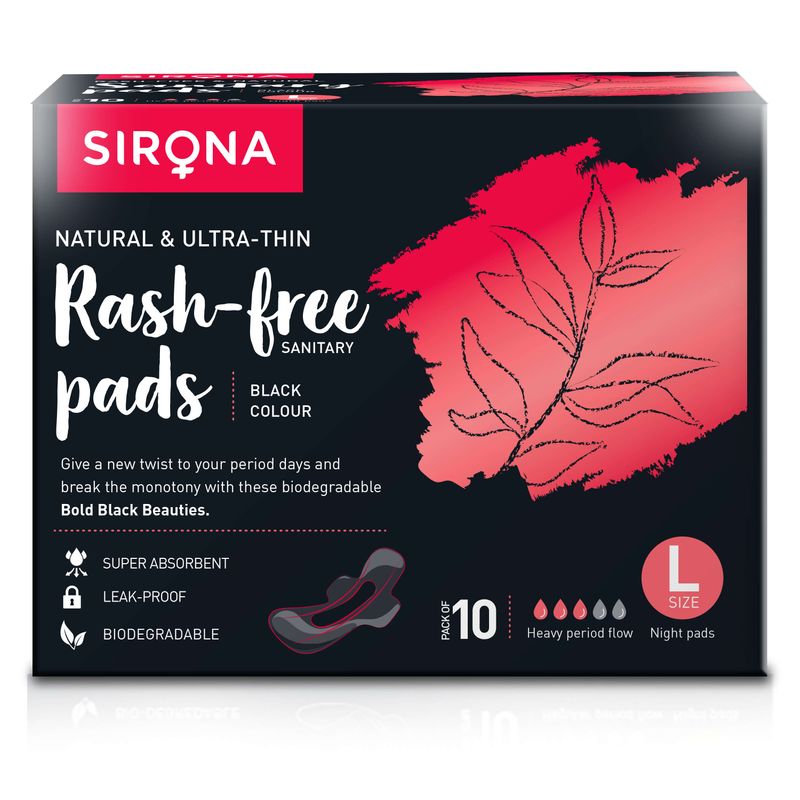 SIRONA
SIRONA
NATURAL & ULTRA-THIN
Rash-free
SANITARY
pads
BLACK
COLOUR
Give a new twist to your period days and
break the monotony with these biodegradable
Bold Black Beauties.
SUPER ABSORBENT
LEAK-PROOF
BIODEGRADABLE
PACK OF 10
Heavy period flow
L
SIZE
Night pads